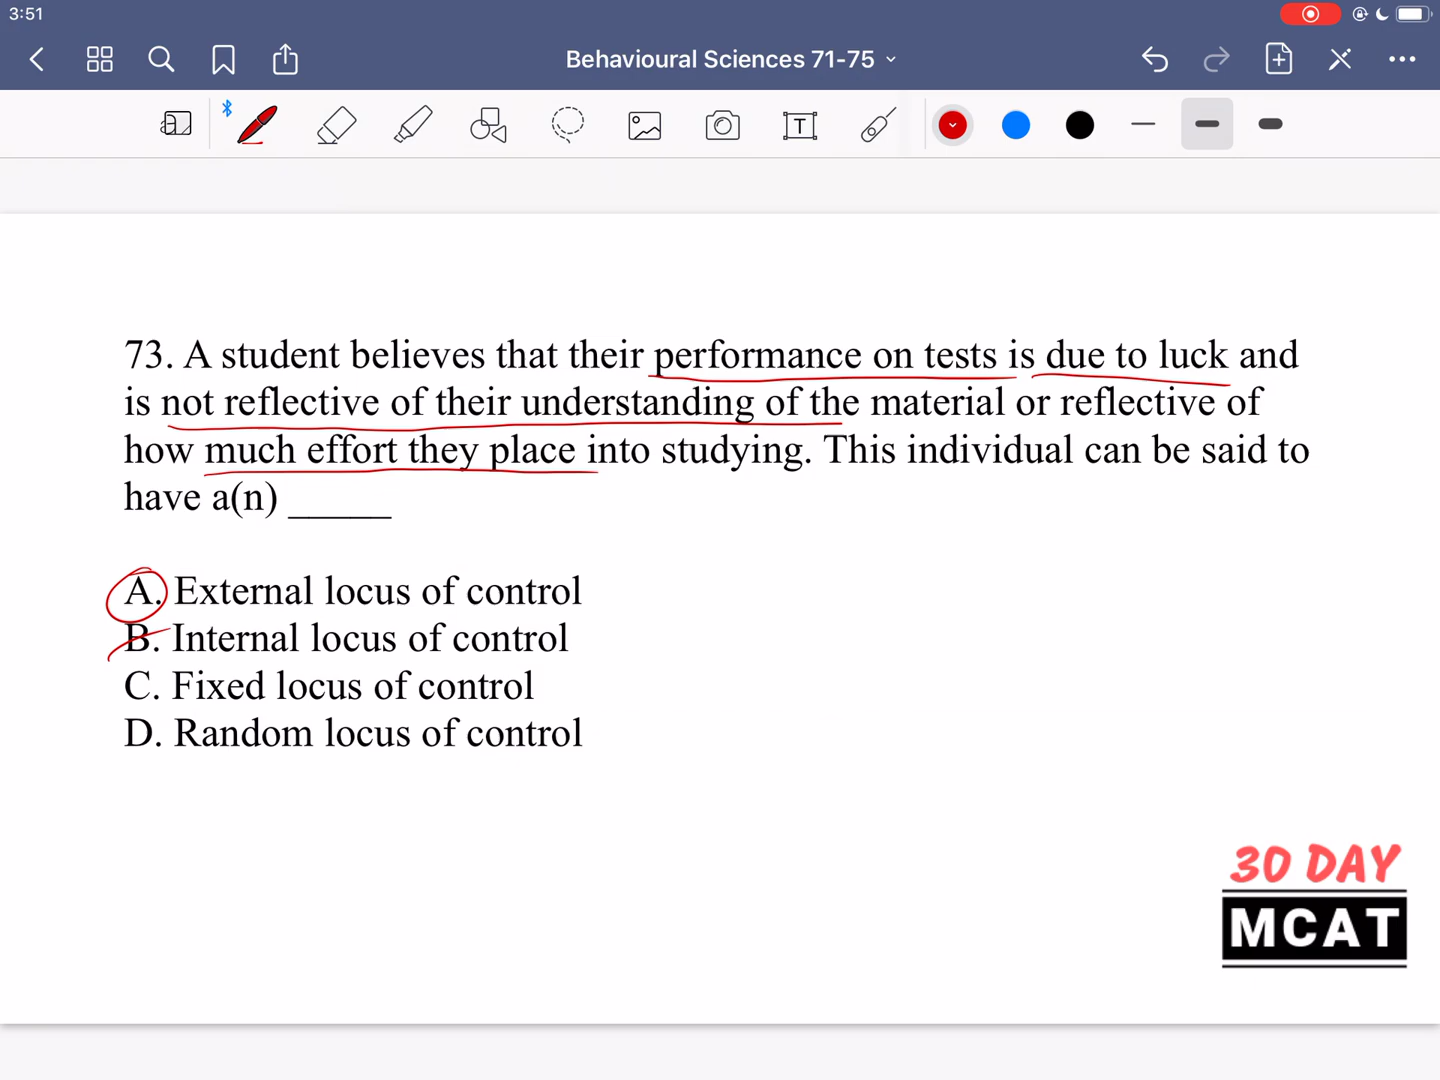 3:51
Behavioural Sciences 71-75
T
73. A student believes that their performance on tests is due to luck and
is not reflective of their understanding of the material or reflective of
how much effort they place into studying. This individual can be said to
have a(n) _____
A. External locus of control
B. Internal locus of control
C. Fixed locus of control
D. Random locus of control
30 DAY
MCAT